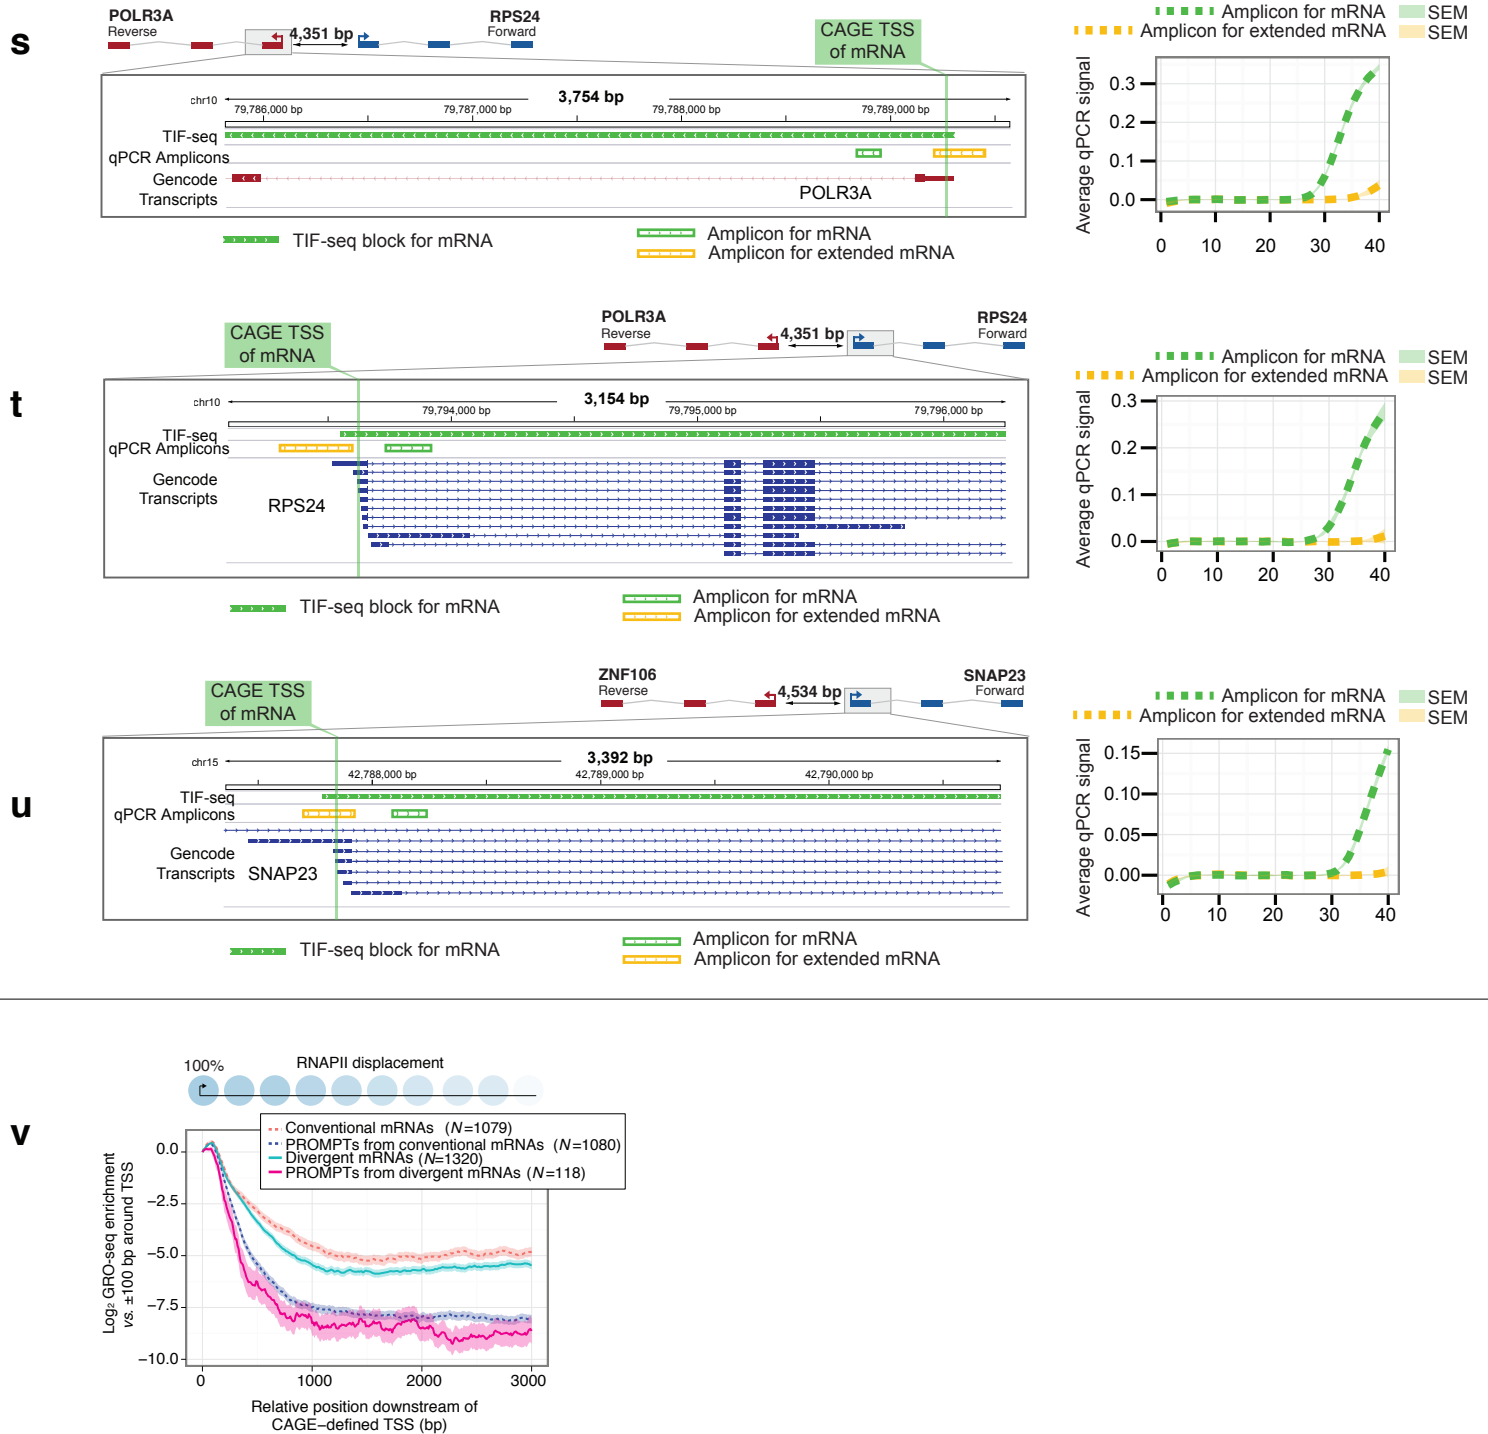 s
POLR3A
Reverse
4,351 bp
RPS24
Forward
CAGE TSS
of mRNA
chr10
3,754 bp
79,786,000 bp
79,787,000 bp
79,788,000 bp
79,789,000 bp
TIF-seq
qPCR Amplicons
Gencode
Transcripts
POLR3A
TIF-seq block for mRNA
Amplicon for mRNA
Amplicon for extended mRNA
Amplicon for mRNA
SEM
Amplicon for extended mRNA
SEM
Average qPCR signal
0.3
0.2
0.1
0.0
0 10 20 30 40
t
CAGE TSS
of mRNA
POLR3A
Reverse
4,351 bp
RPS24
Forward
chr10
3,154 bp
79,794,000 bp
79,795,000 bp
79,796,000 bp
TIF-seq
qPCR Amplicons
Gencode
Transcripts
RPS24
TIF-seq block for mRNA
Amplicon for mRNA
Amplicon for extended mRNA
Amplicon for mRNA
SEM
Amplicon for extended mRNA
SEM
Average qPCR signal
0.3
0.2
0.1
0.0
0 10 20 30 40
u
CAGE TSS
of mRNA
ZNF106
Reverse
4,534 bp
SNAP23
Forward
chr15
3,392 bp
42,788,000 bp
42,789,000 bp
42,790,000 bp
TIF-seq
qPCR Amplicons
Gencode
Transcripts
SNAP23
TIF-seq block for mRNA
Amplicon for mRNA
Amplicon for extended mRNA
Amplicon for mRNA
SEM
Amplicon for extended mRNA
SEM
Average qPCR signal
0.15
0.10
0.05
0.00
0 10 20 30 40
v
100%
RNAPII displacement
Conventional mRNAs (N=1079)
PROMPTs from conventional mRNAs (N=1080)
Divergent mRNAs (N=1320)
PROMPTs from divergent mRNAs (N=118)
Log₂ GRO-seq enrichment
vs. ±100 bp around TSS
0.0
−2.5
−5.0
−7.5
−10.0
0 1000 2000 3000
Relative position downstream of
CAGE−defined TSS (bp)